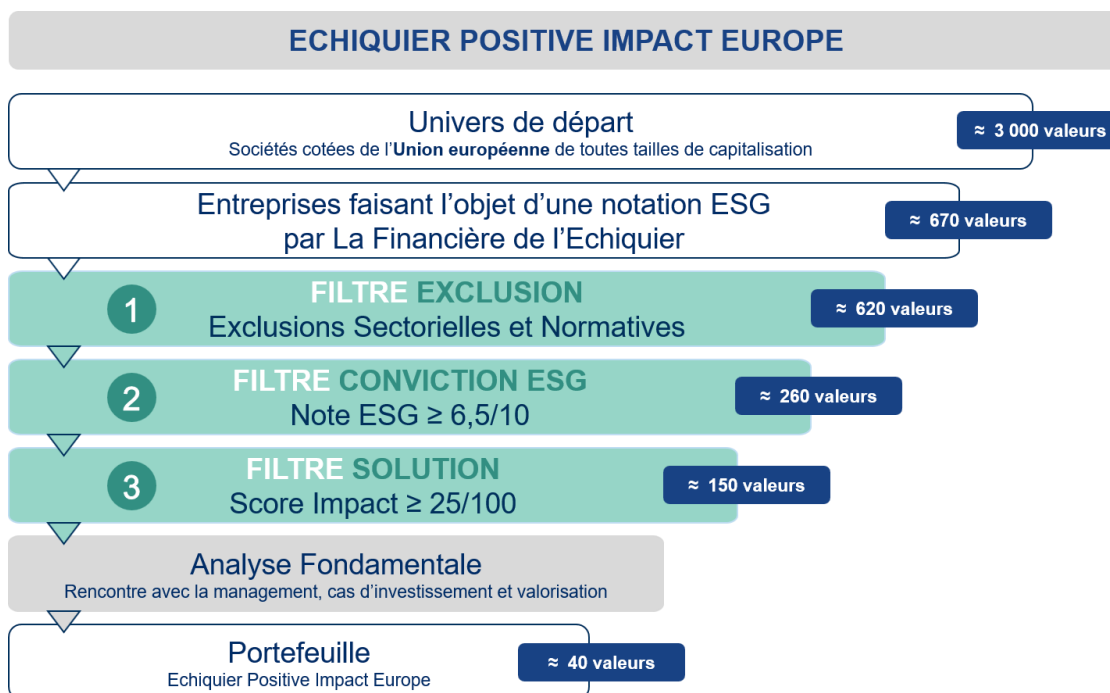 ECHIQUIER POSITIVE IMPACT EUROPE
Univers de départ
Sociétés cotées de l'Union européenne de toutes tailles de capitalisation
≈ 3 000 valeurs
Entreprises faisant l'objet d'une notation ESG
par La Financière de l'Echiquier
≈ 670 valeurs
1
FILTRE EXCLUSION
Exclusions Sectorielles et Normatives
≈ 620 valeurs
2
FILTRE CONVICTION ESG
Note ESG ≥ 6,5/10
≈ 260 valeurs
3
FILTRE SOLUTION
Score Impact ≥ 25/100
≈ 150 valeurs
Analyse Fondamentale
Rencontre avec la management, cas d'investissement et valorisation
Portefeuille
Echiquier Positive Impact Europe
≈ 40 valeurs